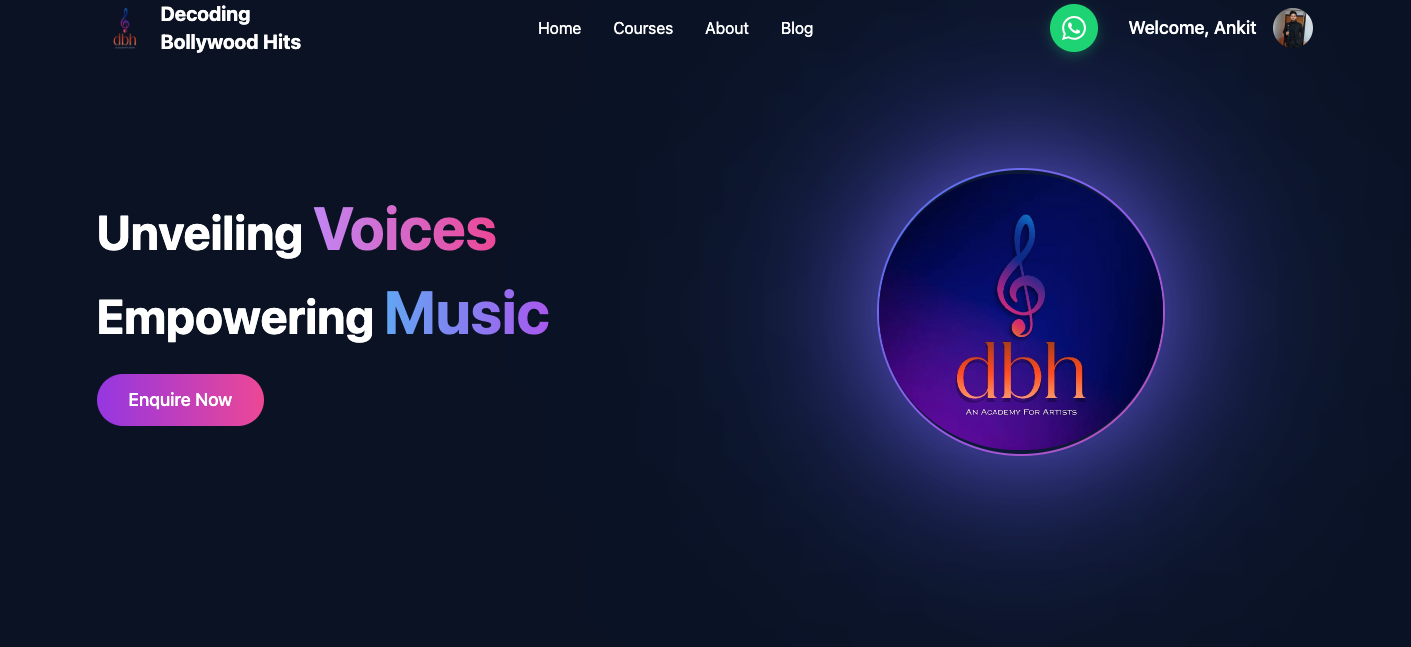 Decoding
Bollywood Hits
Home Courses About Blog
Welcome, Ankit
Unveiling Voices
Empowering Music
Enquire Now
dbh
An Academy For Artists